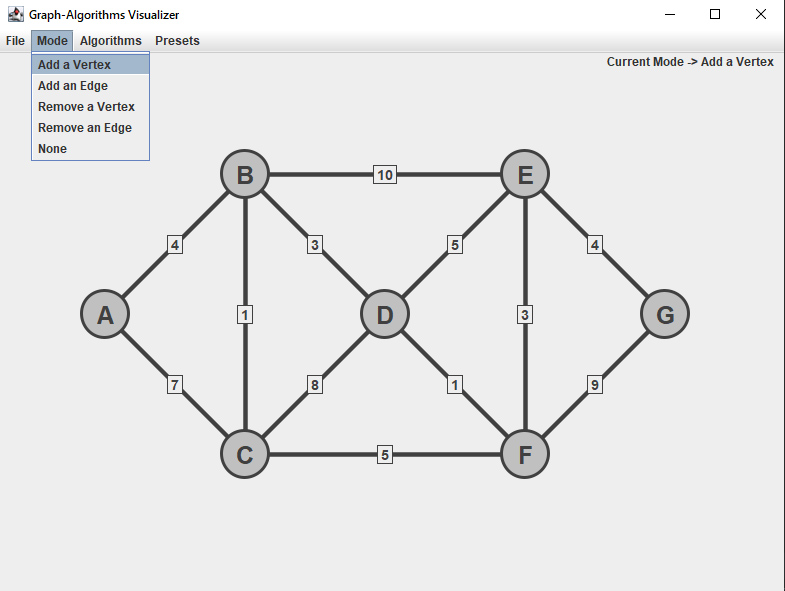 Graph-Algorithms Visualizer
File Mode Algorithms Presets
Current Mode -> Add a Vertex
Add a Vertex
Add an Edge
Remove a Vertex
Remove an Edge
None
B 10 E
4 3 5 4
A 1 D 3 G
7 8 1 9
C 5 F